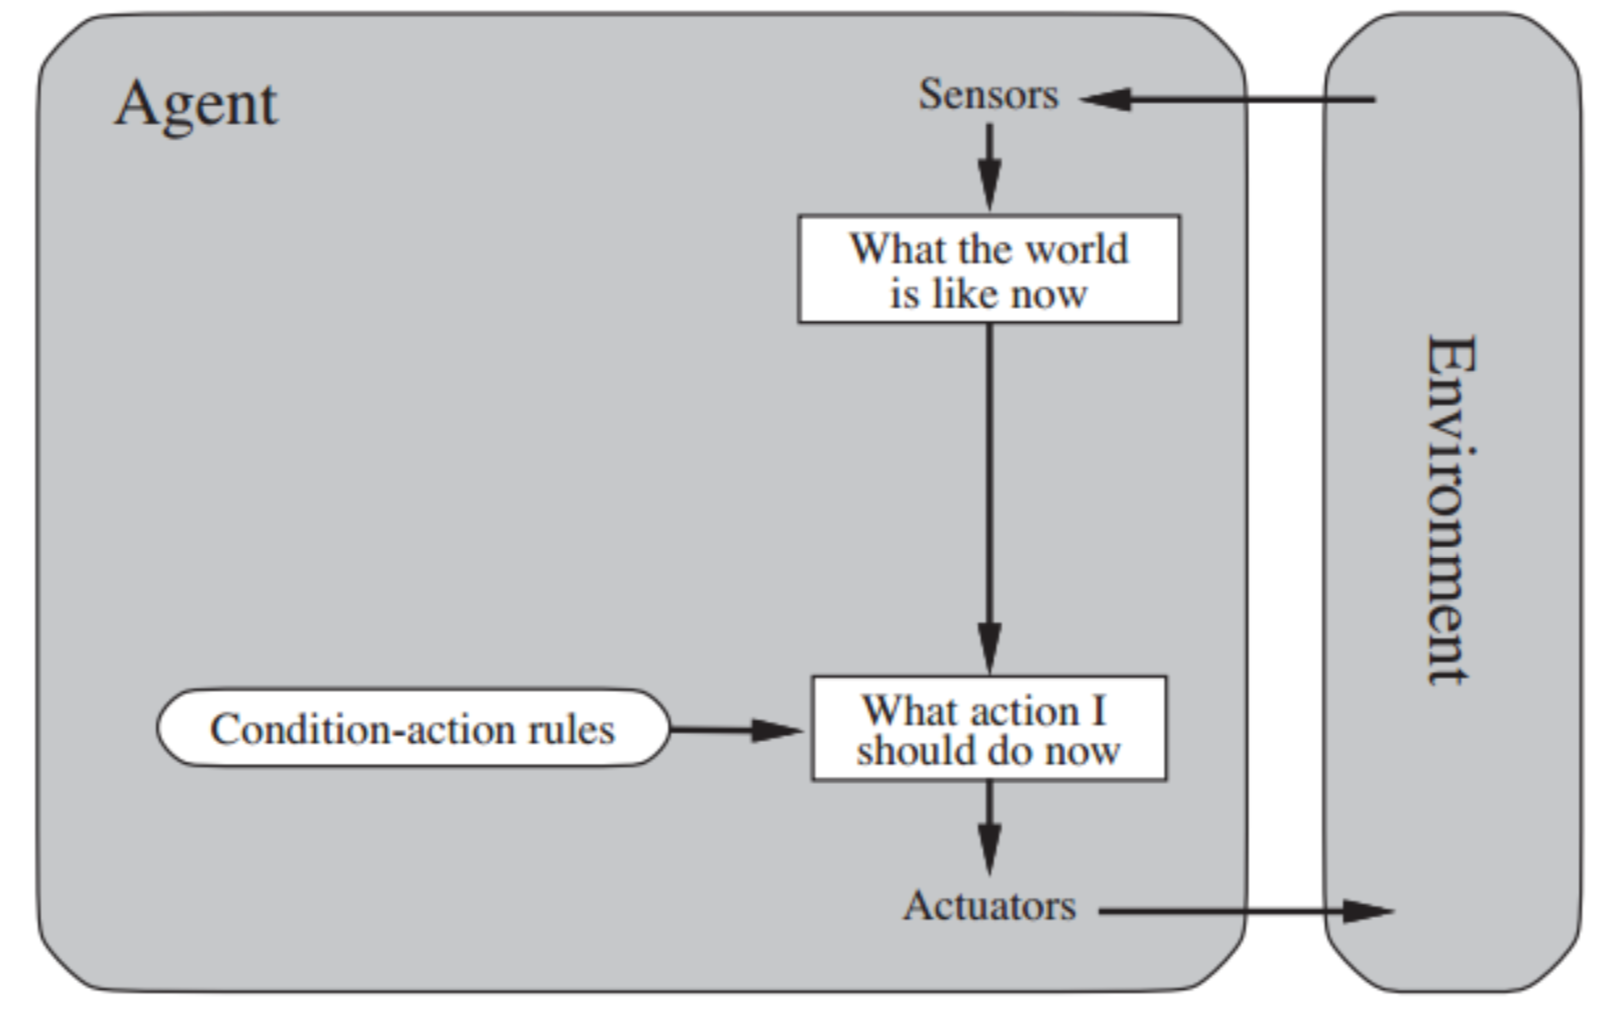 Agent
Sensors
What the world
is like now
Environment
Condition-action rules
What action I
should do now
Actuators